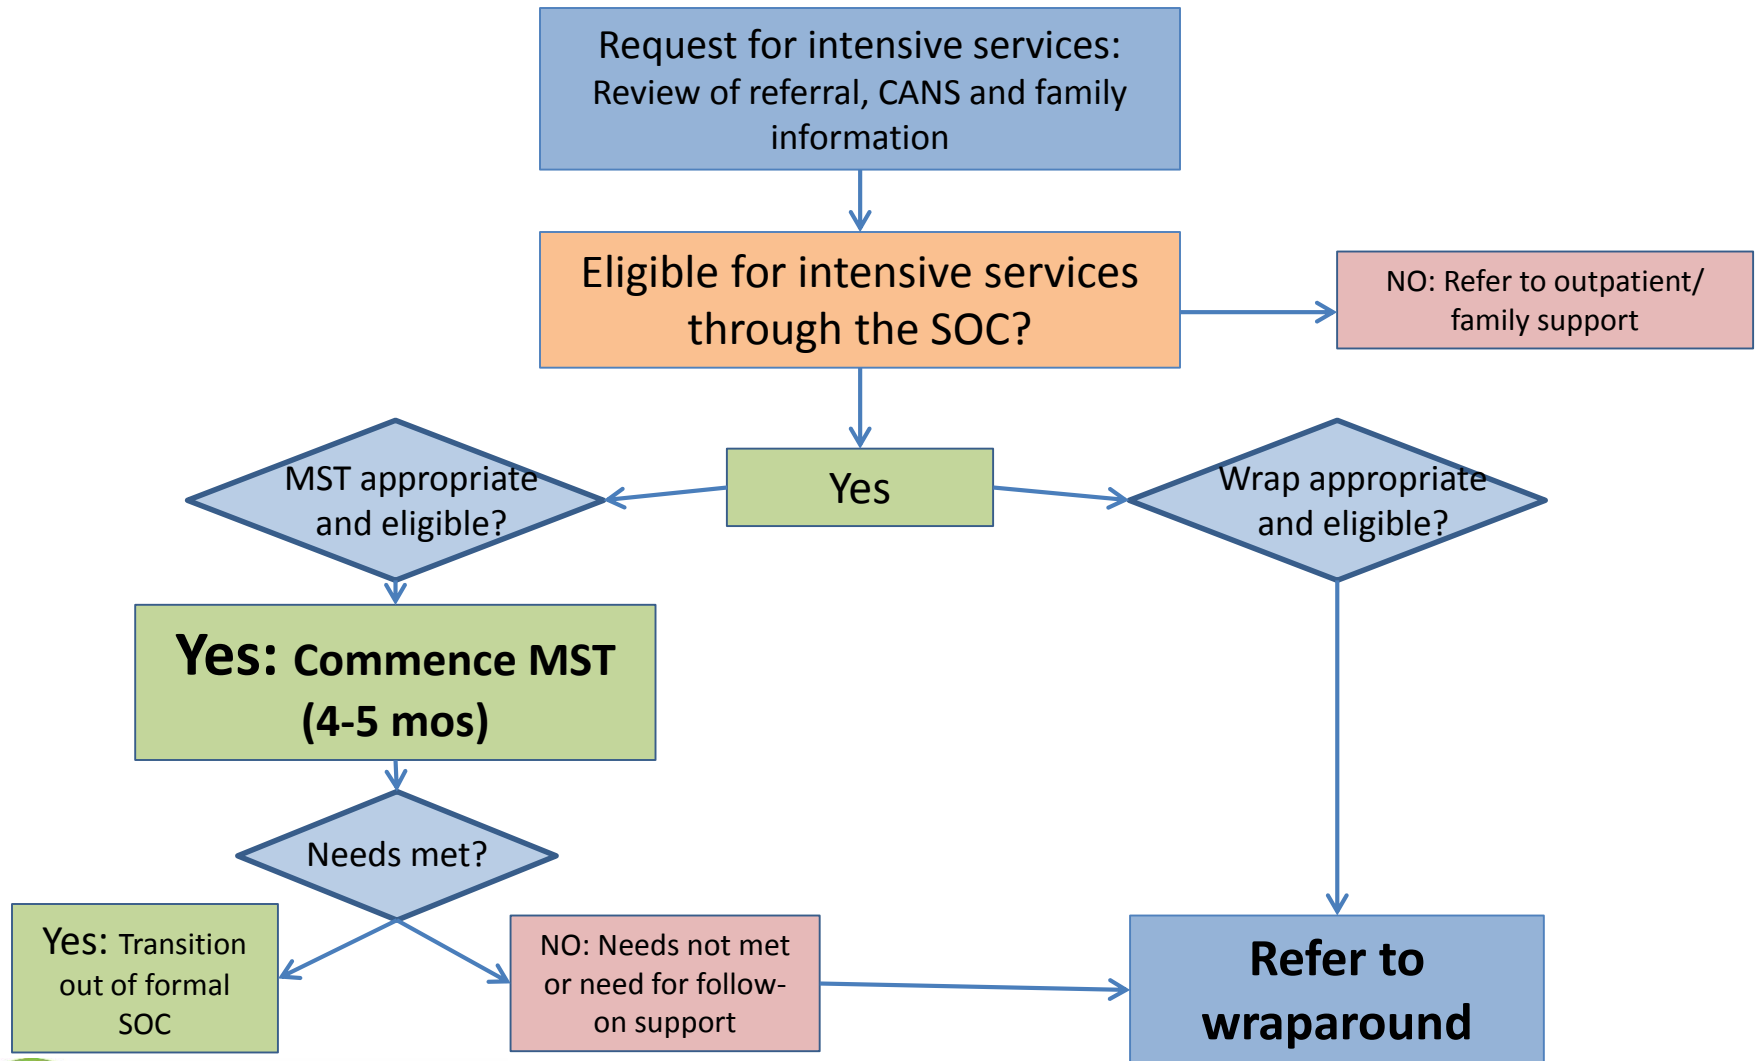 Request for intensive services:
Review of referral, CANS and family
information
Eligible for intensive services
through the SOC?
NO: Refer to outpatient/
family support
MST appropriate
and eligible?
Yes
Wrap appropriate
and eligible?
Yes: Commence MST
(4-5 mos)
Needs met?
Yes: Transition
out of formal
SOC
NO: Needs not met
or need for follow-
on support
Refer to
wraparound